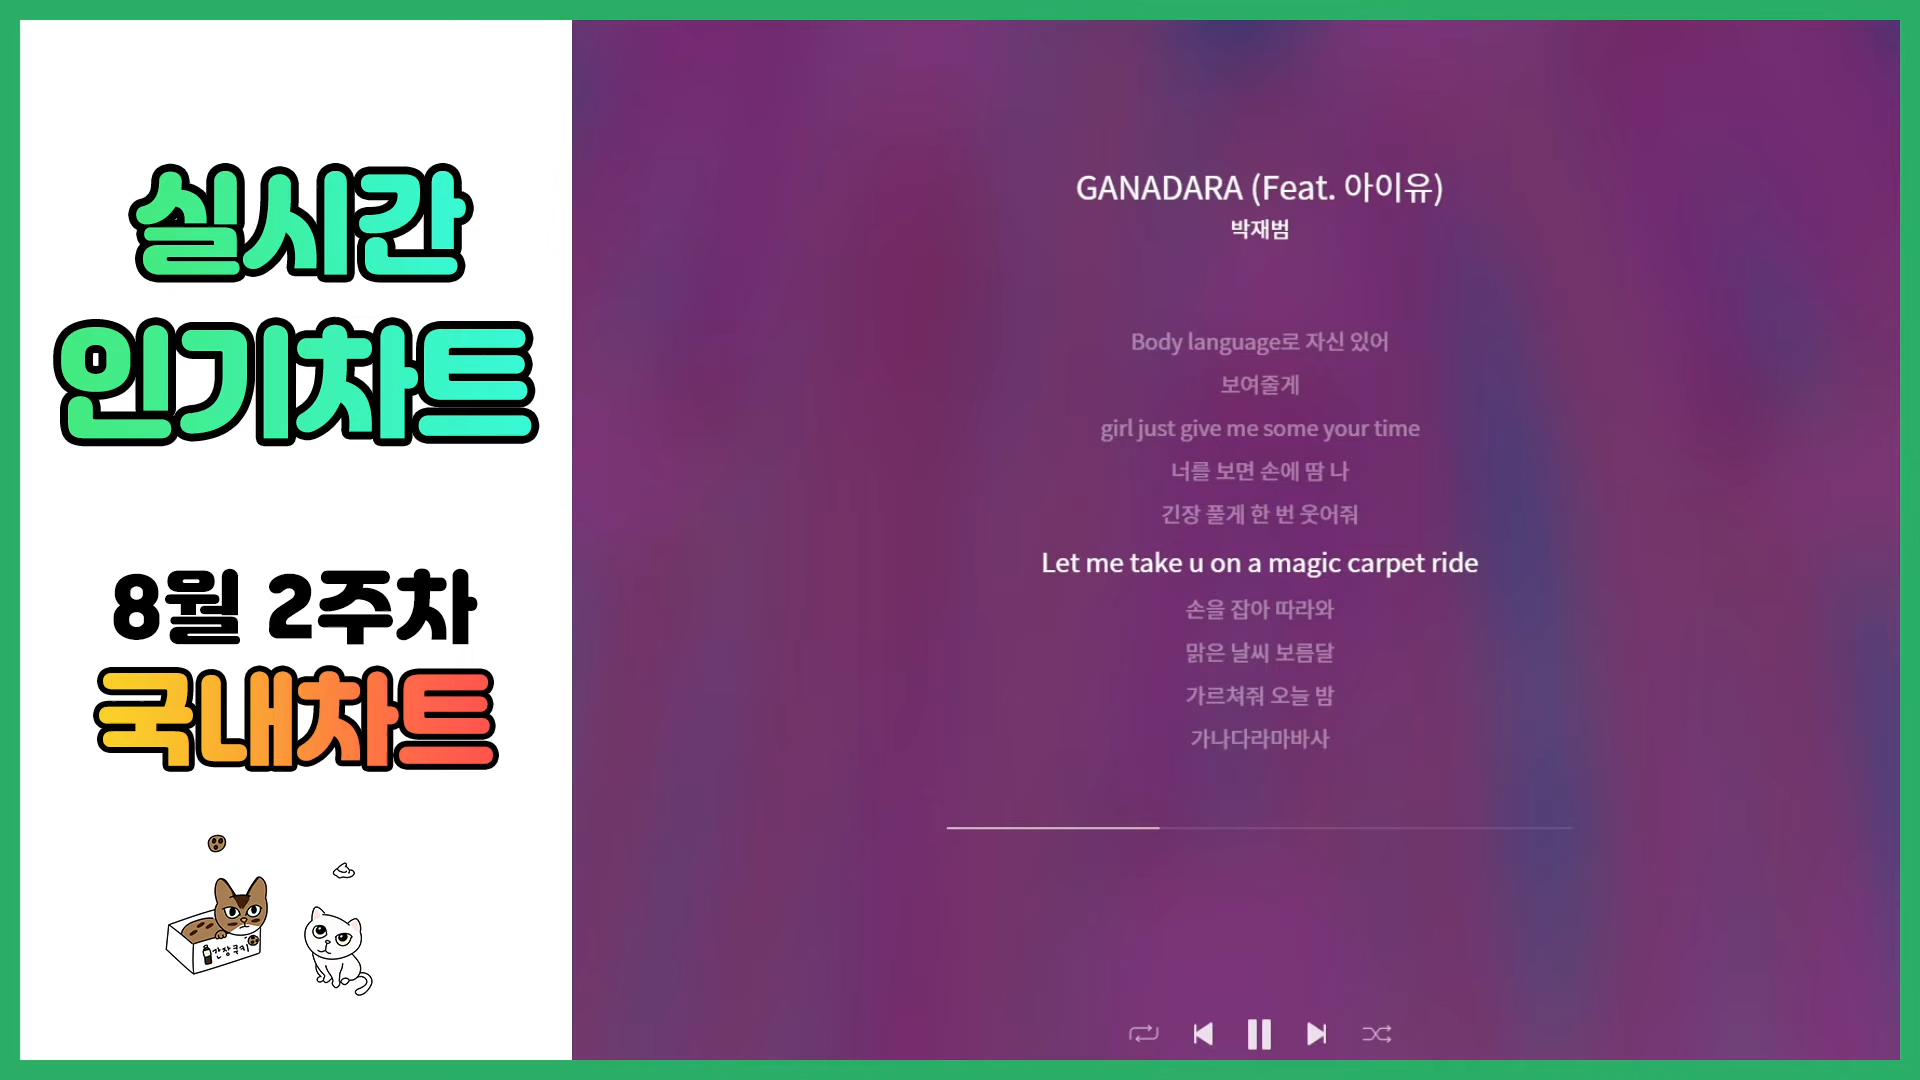 실시간
인기차트
8월 2주차
국내차트
간장쿠키
GANADARA (Feat. 아이유)
박재범
Body language로 자신 있어
보여줄게
girl just give me some your time
너를 보면 손에 땀 나
긴장 풀게 한 번 웃어줘
Let me take u on a magic carpet ride
손을 잡아 따라와
맑은 날씨 보름달
가르쳐줘 오늘 밤
가나다라마바사